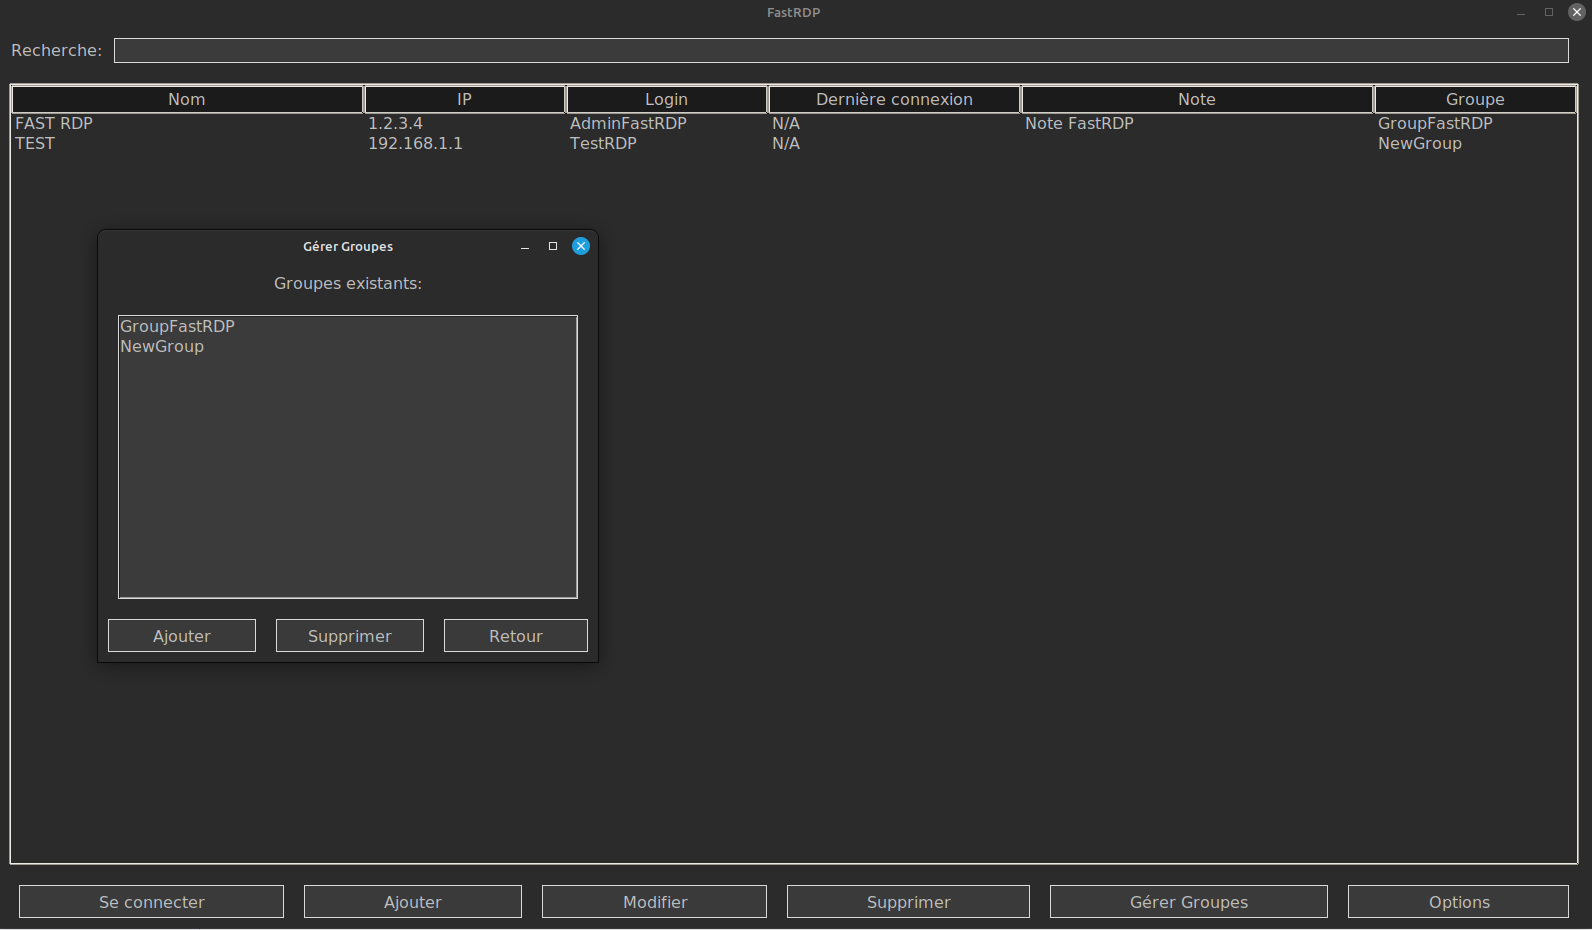 FastRDP
Recherche:
Nom IP Login Dernière connexion Note Groupe
FAST RDP 1.2.3.4 AdminFastRDP N/A Note FastRDP GroupFastRDP
TEST 192.168.1.1 TestRDP N/A NewGroup
Gérer Groupes
Groupes existants:
GroupFastRDP
NewGroup
Ajouter Supprimer Retour
Se connecter Ajouter Modifier Supprimer Gérer Groupes Options